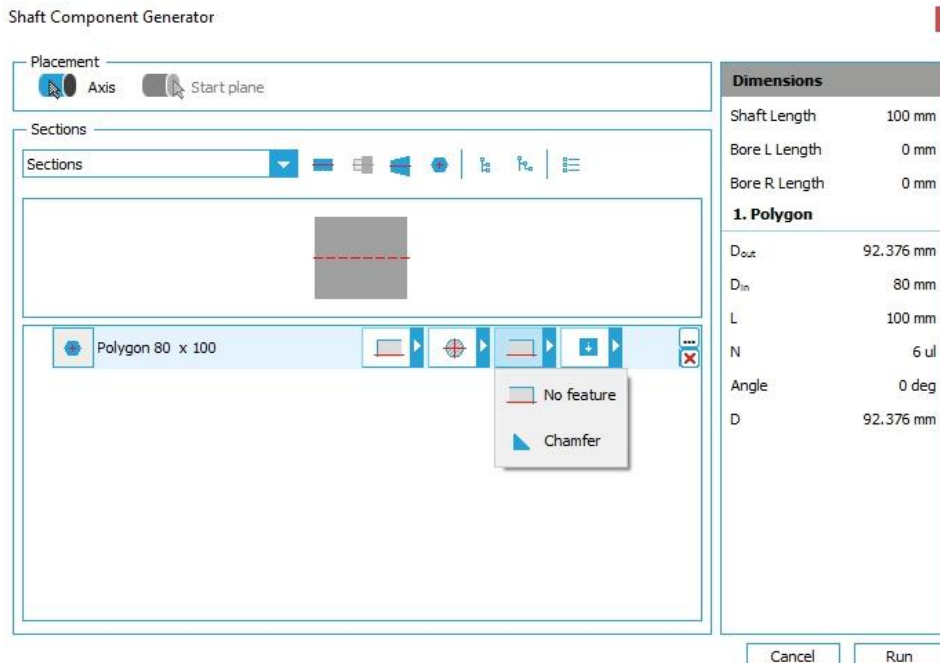 Shaft Component Generator
Placement
Axis
Start plane
Sections
Sections
Polygon 80 x 100
...
No feature
Chamfer
Dimensions
Shaft Length 100 mm
Bore L Length 0 mm
Bore R Length 0 mm
1. Polygon
Dout 92.376 mm
DIn 80 mm
L 100 mm
N 6 ul
Angle 0 deg
D 92.376 mm
Cancel
Run